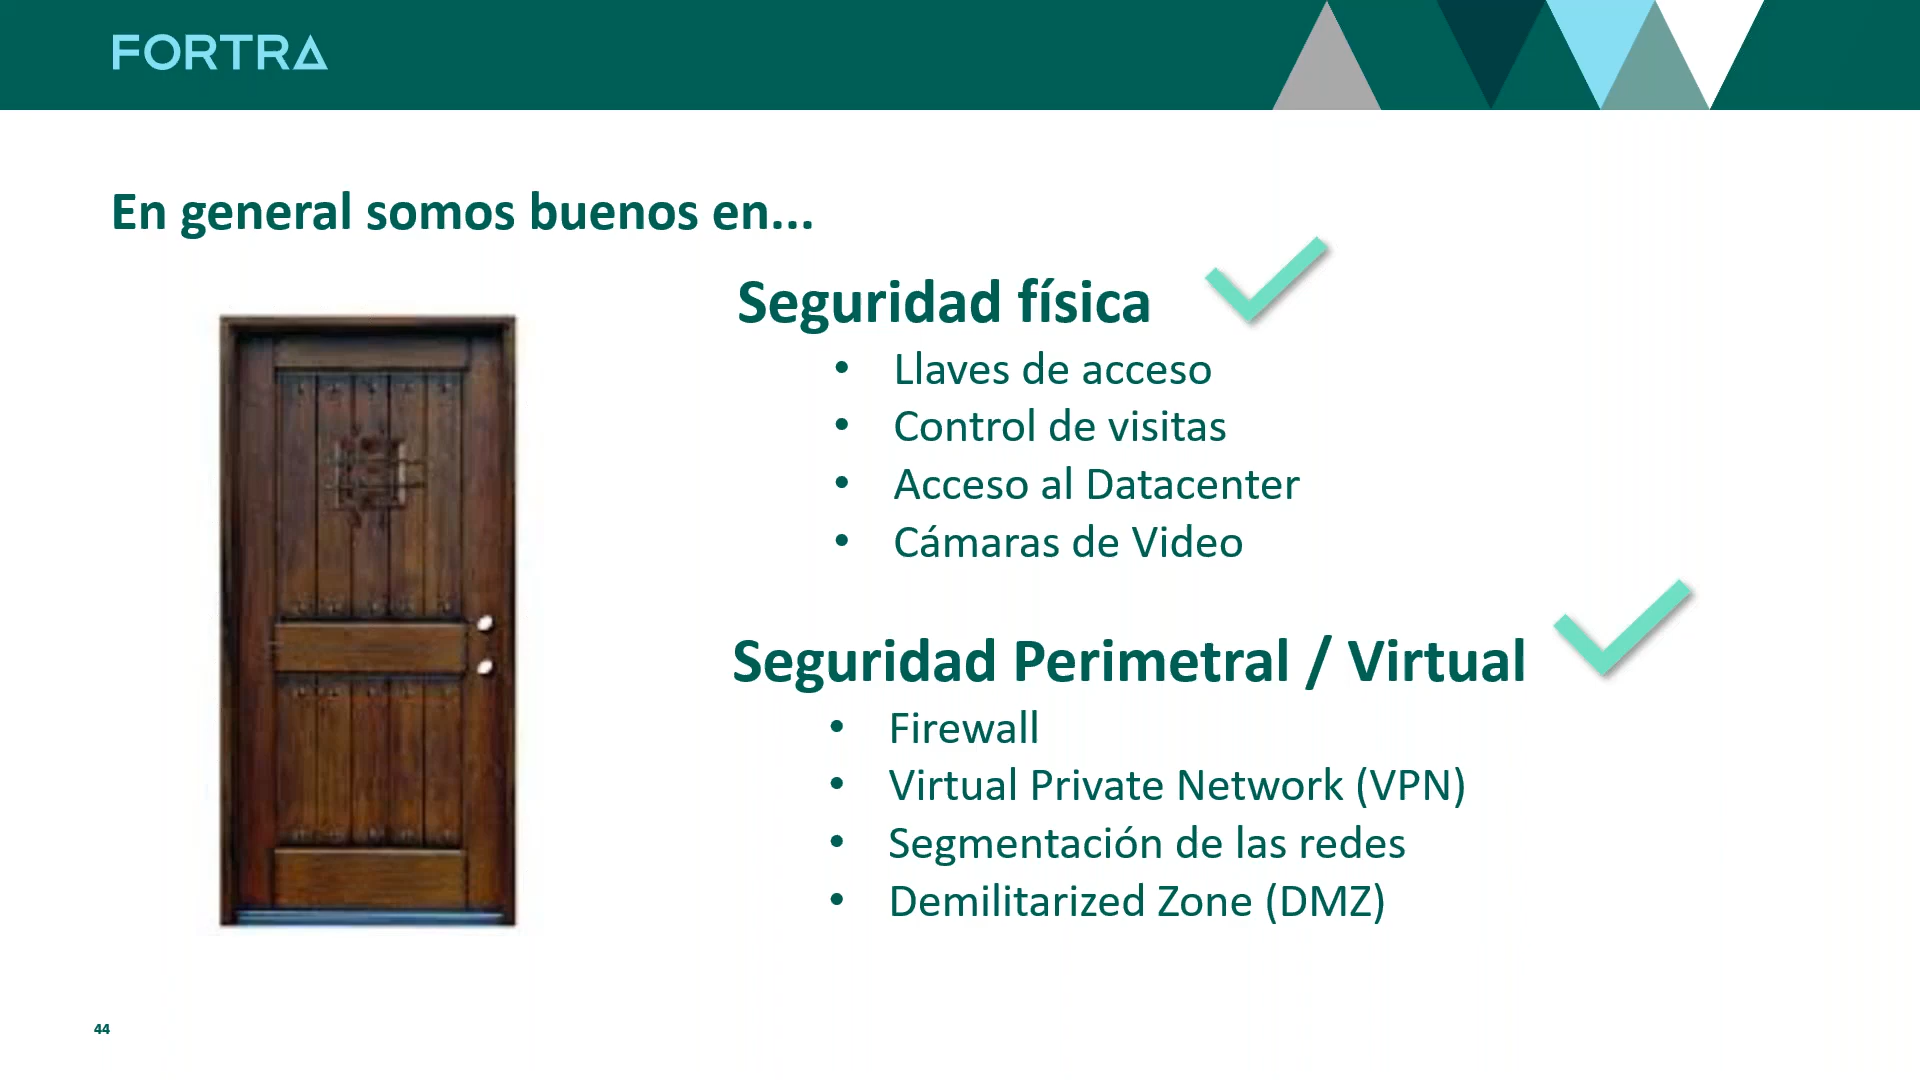 FORTRA
En general somos buenos en...
Seguridad física
• Llaves de acceso
• Control de visitas
• Acceso al Datacenter
• Cámaras de Video
Seguridad Perimetral / Virtual
• Firewall
• Virtual Private Network (VPN)
• Segmentación de las redes
• Demilitarized Zone (DMZ)
44